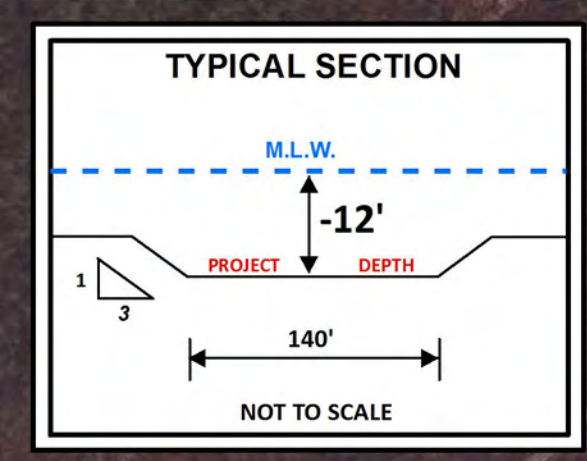 TYPICAL SECTION
M.L.W.
-12'
PROJECT DEPTH
1
3
140'
NOT TO SCALE